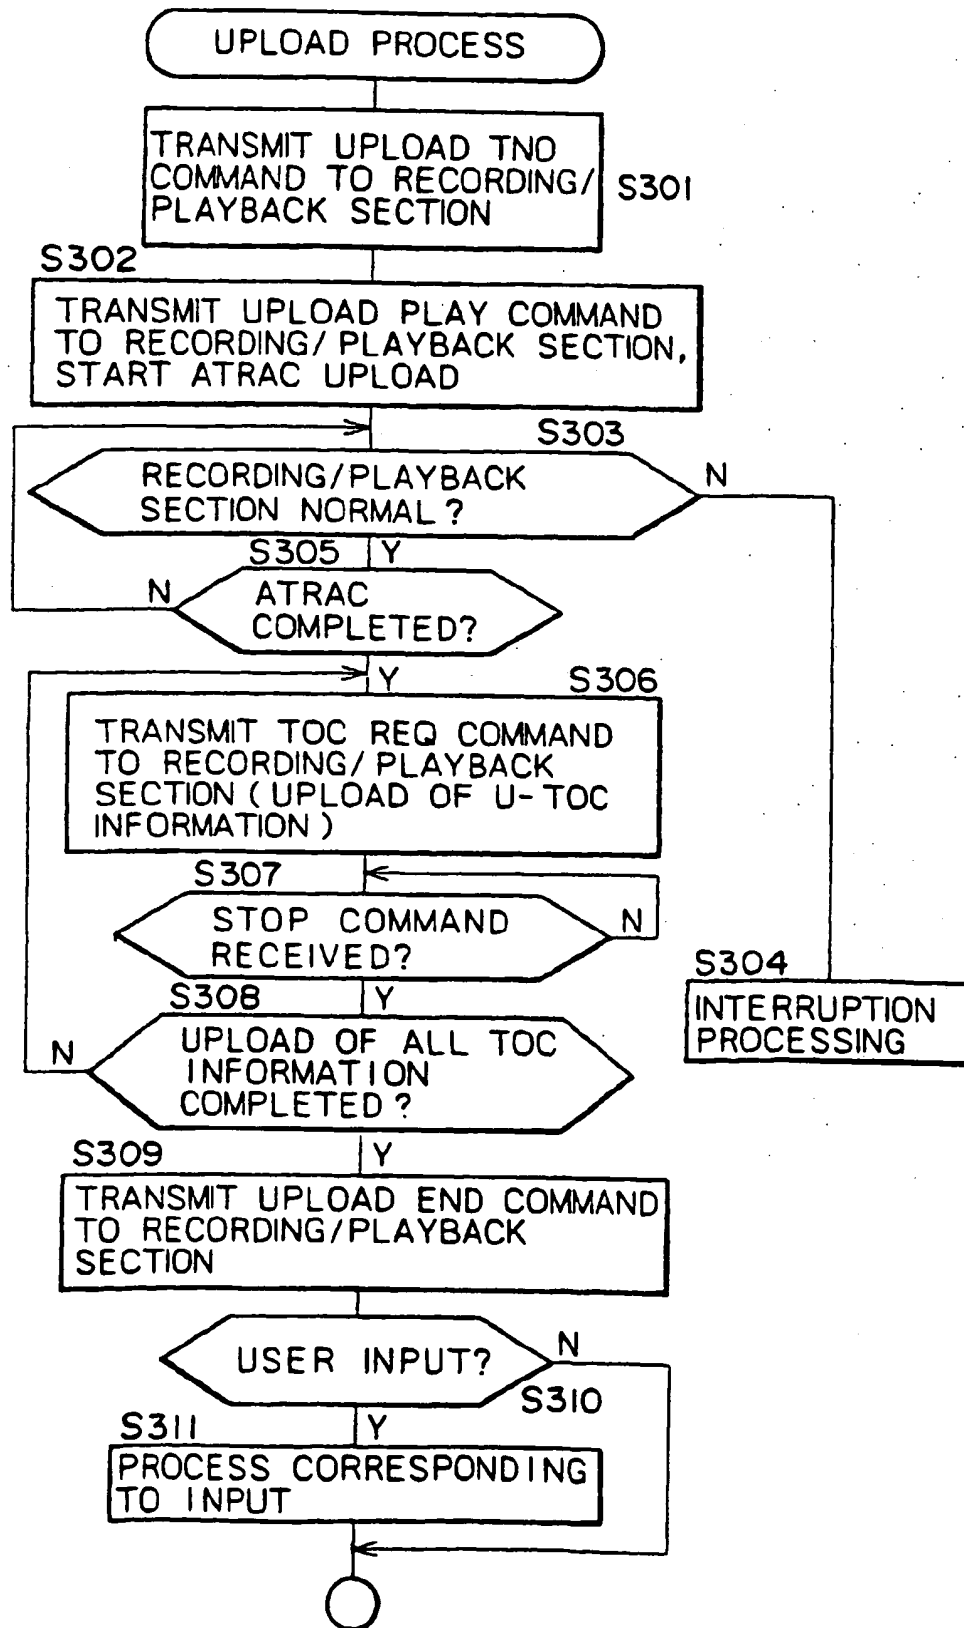 UPLOAD PROCESS
TRANSMIT UPLOAD TNO
COMMAND TO RECORDING/
PLAYBACK SECTION
S301
S302
TRANSMIT UPLOAD PLAY COMMAND
TO RECORDING/PLAYBACK SECTION,
START ATRAC UPLOAD
S303
RECORDING/PLAYBACK
SECTION NORMAL?
N
S305
Y
N
ATRAC
COMPLETED?
Y
S306
TRANSMIT TOC REQ COMMAND
TO RECORDING/PLAYBACK
SECTION (UPLOAD OF U-TOC
INFORMATION)
S307
STOP COMMAND
RECEIVED?
N
S304
INTERRUPTION
PROCESSING
S308
Y
N
UPLOAD OF ALL TOC
INFORMATION
COMPLETED?
S309
Y
TRANSMIT UPLOAD END COMMAND
TO RECORDING/PLAYBACK
SECTION
USER INPUT?
N
S310
S311
Y
PROCESS CORRESPONDING
TO INPUT